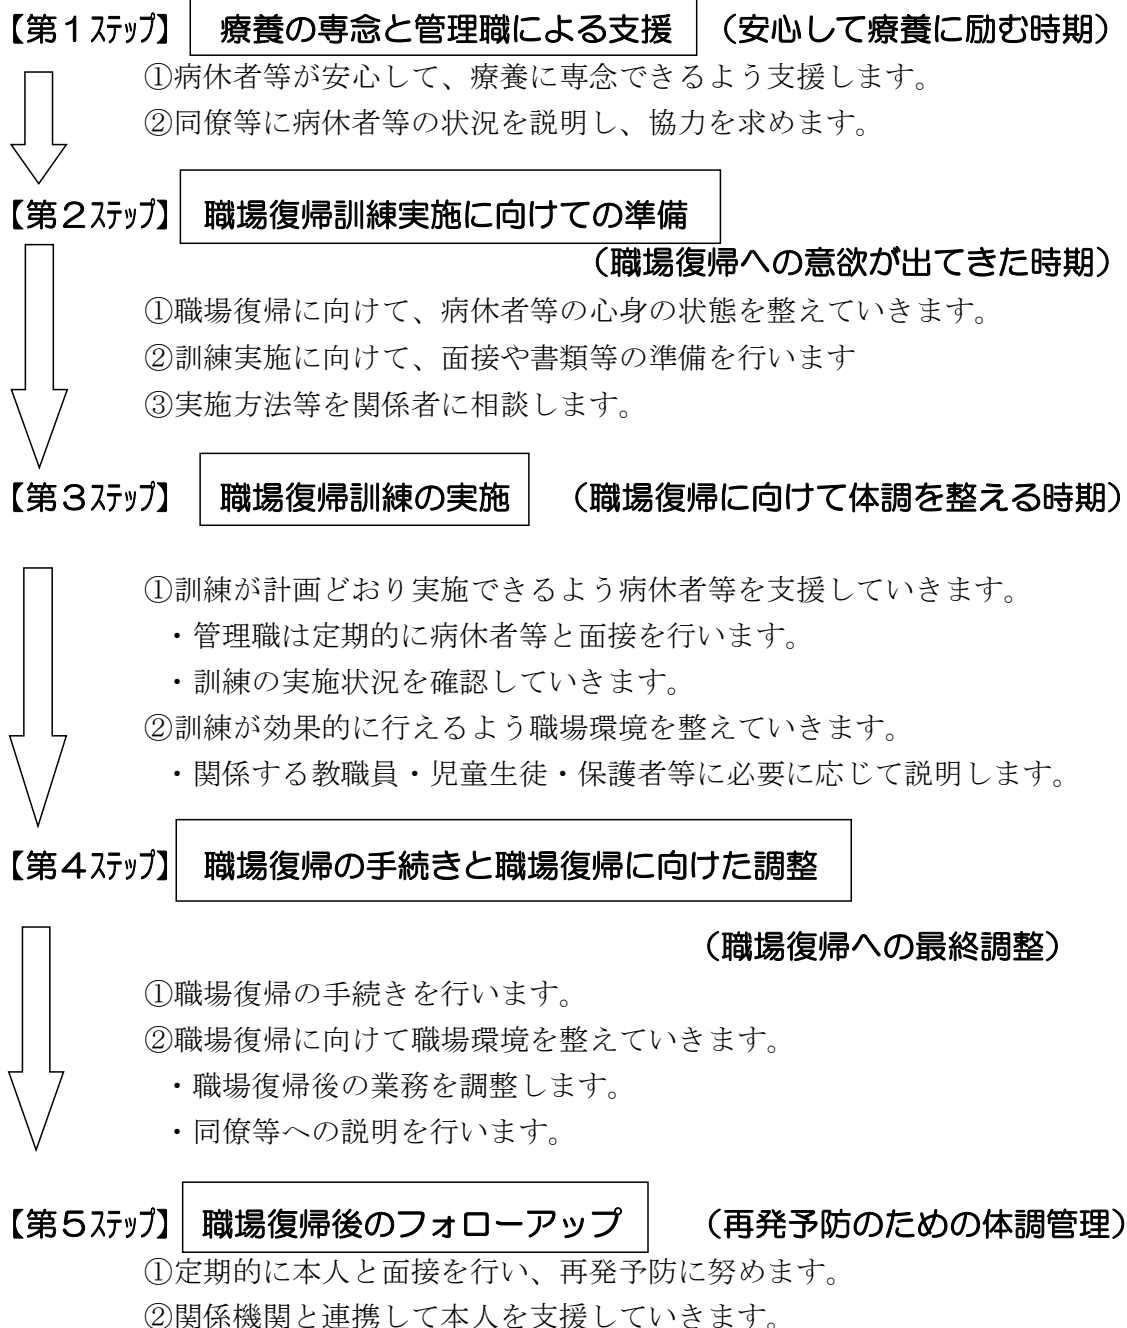 【第１ステップ】 療養の専念と管理職による支援 （安心して療養に励む時期）
①病休者等が安心して、療養に専念できるよう支援します。
②同僚等に病休者等の状況を説明し、協力を求めます。
【第２ステップ】 職場復帰訓練実施に向けての準備
（職場復帰への意欲が出てきた時期）
①職場復帰に向けて、病休者等の心身の状態を整えていきます。
②訓練実施に向けて、面接や書類等の準備を行います
③実施方法等を関係者に相談します。
【第３ステップ】 職場復帰訓練の実施 （職場復帰に向けて体調を整える時期）
①訓練が計画どおり実施できるよう病休者等を支援していきます。
・管理職は定期的に病休者等と面接を行います。
・訓練の実施状況を確認していきます。
②訓練が効果的に行えるよう職場環境を整えていきます。
・関係する教職員・児童生徒・保護者等に必要に応じて説明します。
【第４ステップ】 職場復帰の手続きと職場復帰に向けた調整
（職場復帰への最終調整）
①職場復帰の手続きを行います。
②職場復帰に向けて職場環境を整えていきます。
・職場復帰後の業務を調整します。
・同僚等への説明を行います。
【第５ステップ】 職場復帰後のフォローアップ （再発予防のための体調管理）
①定期的に本人と面接を行い、再発予防に努めます。
②関係機関と連携して本人を支援していきます。